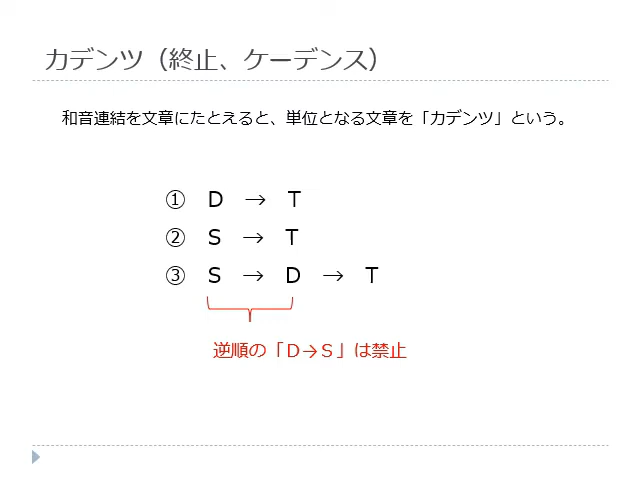 カデンツ（終止、ケーデンス）
和音連結を文章にたとえると、単位となる文章を「カデンツ」という。
① D → T
② S → T
③ S → D → T
逆順の「D→S」は禁止